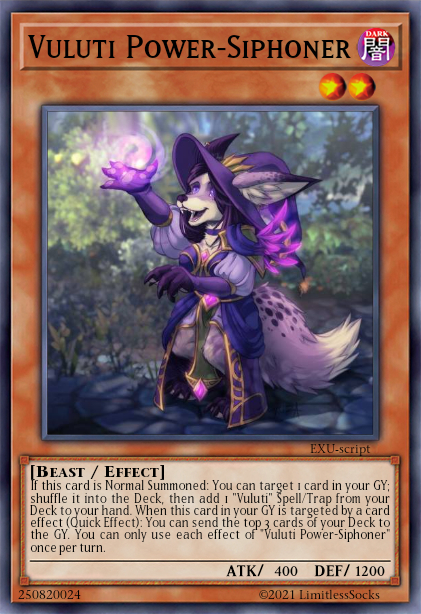 Vuluti Power-Siphoner
DARK
闇
EXU-script
[Beast / Effect]
If this card is Normal Summoned: You can target 1 card in your GY;
shuffle it into the Deck, then add 1 "Vuluti" Spell/Trap from your
Deck to your hand. When this card in your GY is targeted by a card
effect (Quick Effect): You can send the top 3 cards of your Deck to
the GY. You can only use each effect of "Vuluti Power-Siphoner"
once per turn.
ATK/ 400 DEF/ 1200
250820024 ©2021 LimitlessSocks